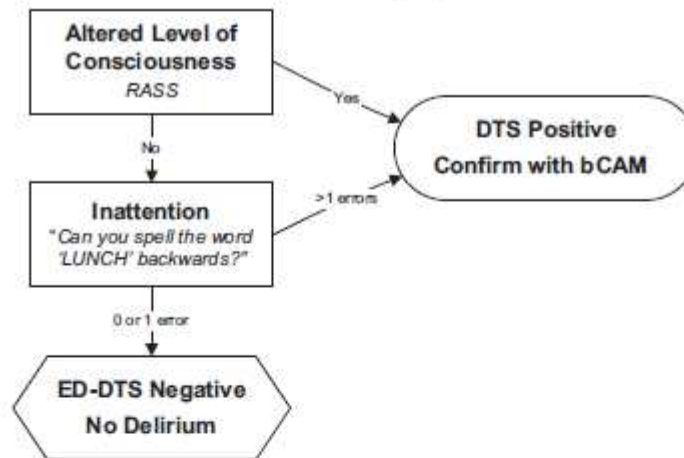 Altered Level of
Consciousness
RASS
Yes
DTS Positive
Confirm with bCAM
No
Inattention
"Can you spell the word
'LUNCH' backwards?"
>1 errors
0 or 1 error
ED-DTS Negative
No Delirium